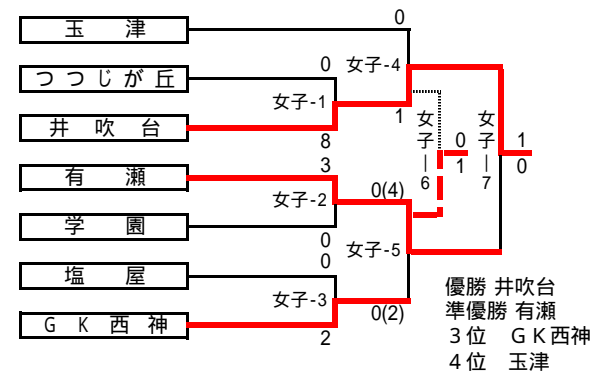 0
玉 津
0 女子-4
つつじが丘
女子-1
1
井 吹 台
8
女子―6
0
1
女子―7
1
0
3
有 瀬
0(4)
女子-2
学 園
0
0
女子-5
塩 屋
女子-3
0(2)
GK西神
2
優勝 井吹台
準優勝 有瀬
3位 GK西神
4位 玉津